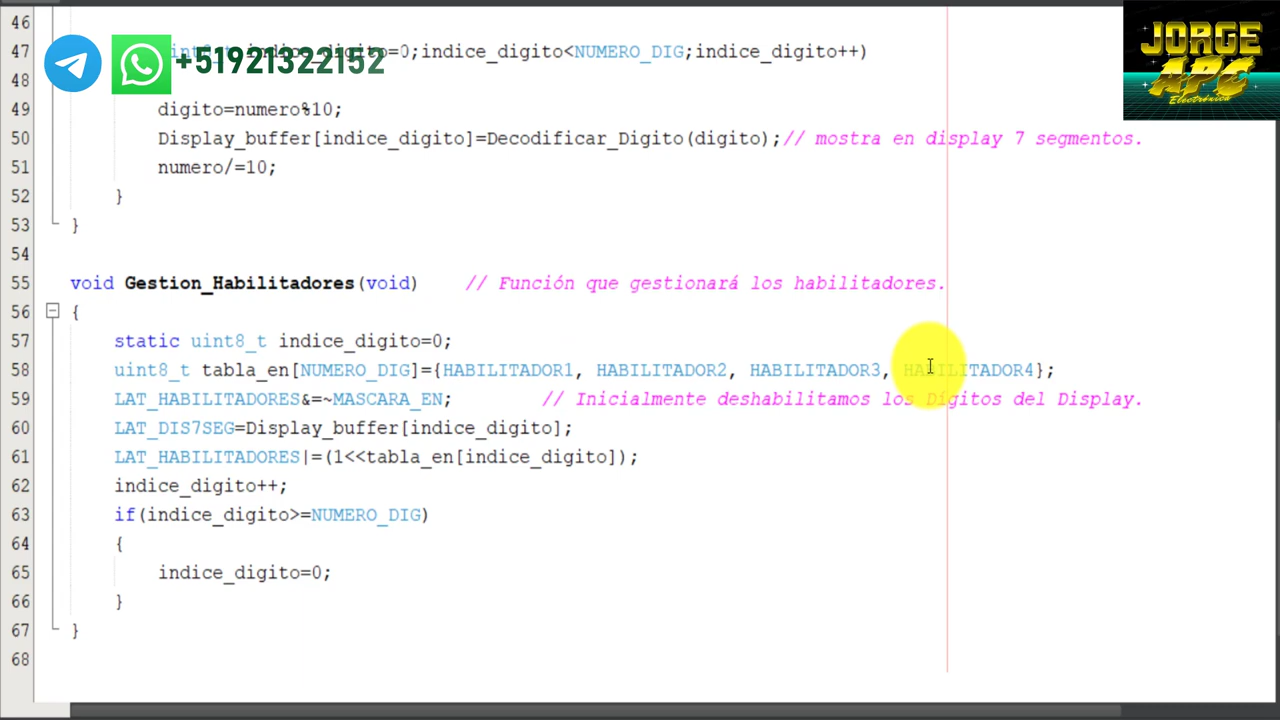 +51921322152
JORGE
APC
Electrónica
46
47 indice_digito=0;indice_digito<NUMERO_DIG;indice_digito++)
48
49 digito=numero%10;
50 Display_buffer[indice_digito]=Decodificar_Digito(digito);// mostra en display 7 segmentos.
51 numero/=10;
52 }
53 }
54
55 void Gestion_Habilitadores(void) // Función que gestionará los habilitadores.
56 {
57 static uint8_t indice_digito=0;
58 uint8_t tabla_en[NUMERO_DIG]={HABILITADOR1, HABILITADOR2, HABILITADOR3, HABILITADOR4};
59 LAT_HABILITADORES&=~MASCARA_EN; // Inicialmente deshabilitamos los Dígitos del Display.
60 LAT_DIS7SEG=Display_buffer[indice_digito];
61 LAT_HABILITADORES|=(1<<tabla_en[indice_digito]);
62 indice_digito++;
63 if(indice_digito>=NUMERO_DIG)
64 {
65 indice_digito=0;
66 }
67 }
68